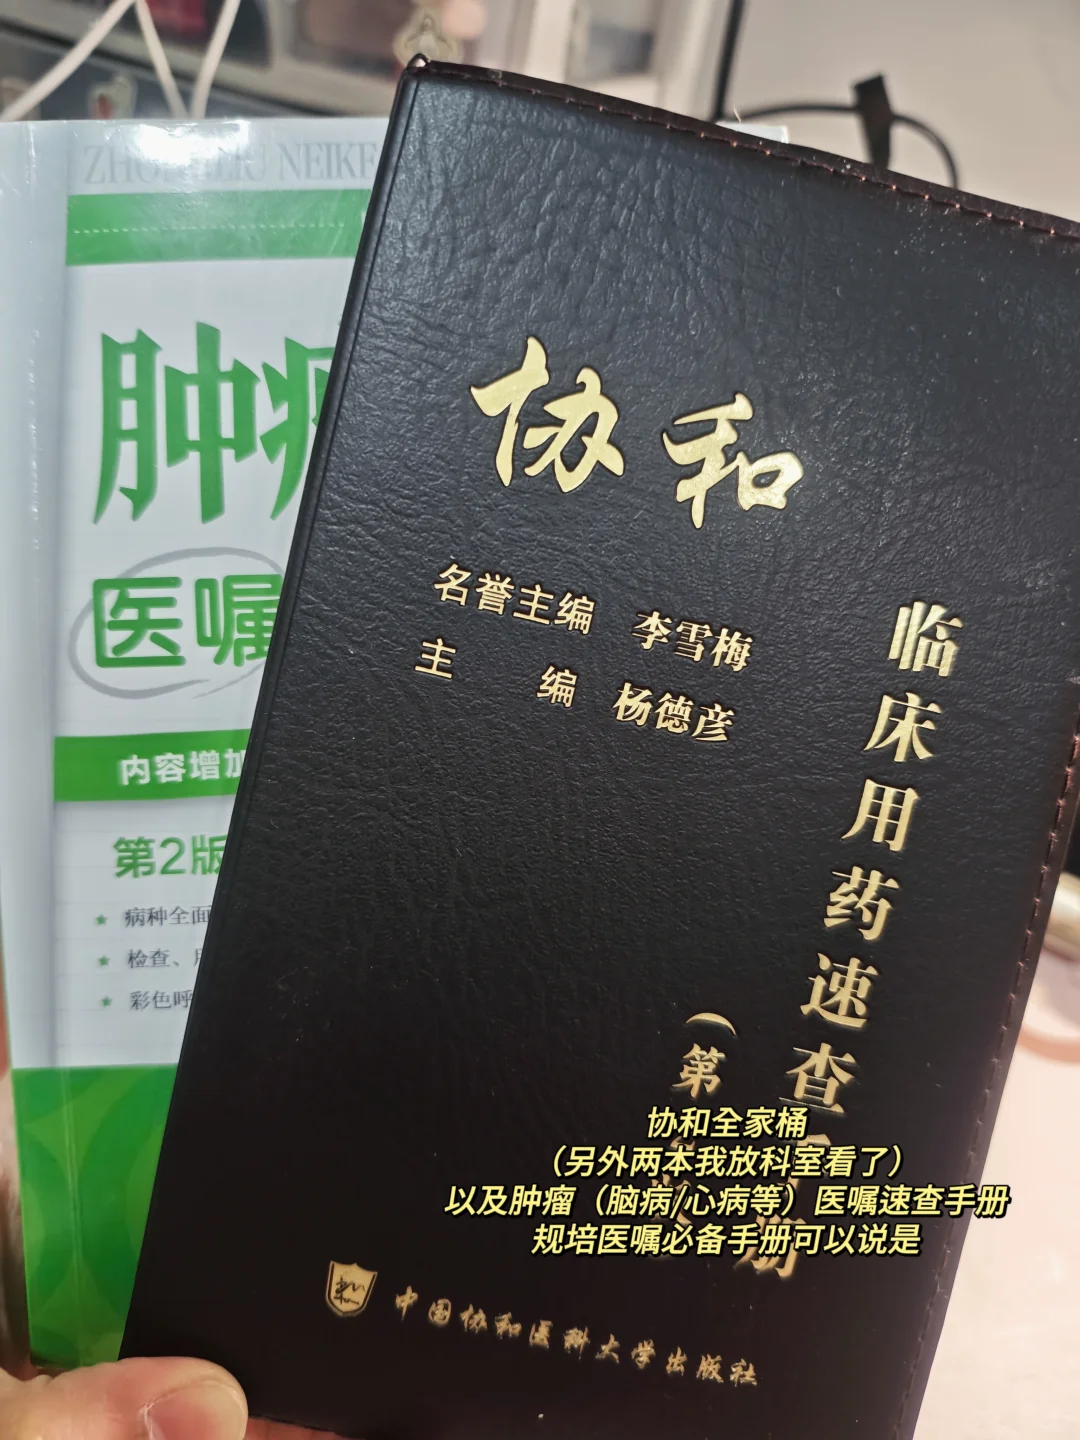 ZHONGLIU NEIKE
肿瘤
医嘱
内容增加
第2版
病种全面
检查、
彩色呼
协和
名誉主编 李雪梅
主 编 杨德彦
临床用药速查手册
（第
中国协和医科大学出版社
协和全家桶
（另外两本我放科室看了）
以及肿瘤（脑病/心病等）医嘱速查手册
规培医嘱必备手册可以说是